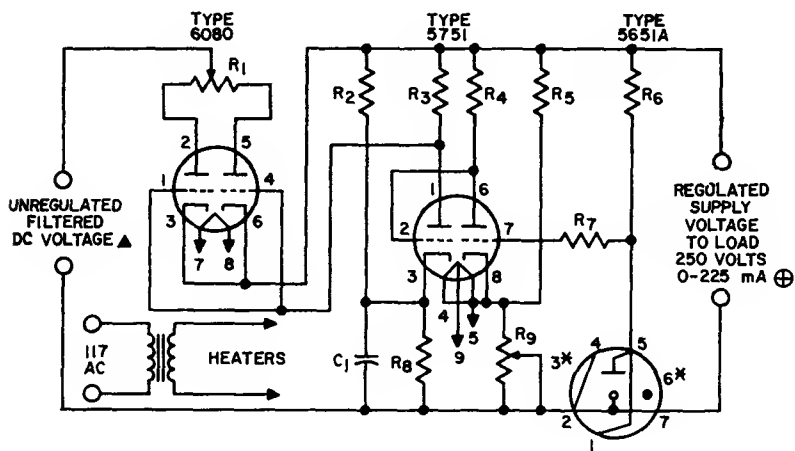 TYPE
6080
TYPE
5751
TYPE
5651A
R1
R2
R3
R4
R5
R6
2
5
1
4
3
6
7
8
1
6
2
7
3
8
4
5
9
R7
UNREGULATED
FILTERED
DC VOLTAGE ▲
REGULATED
SUPPLY
VOLTAGE
TO LOAD
250 VOLTS
0-225 mA ⊕
117
AC
HEATERS
C1
R8
R9
4
5
3*
6*
2
7
1